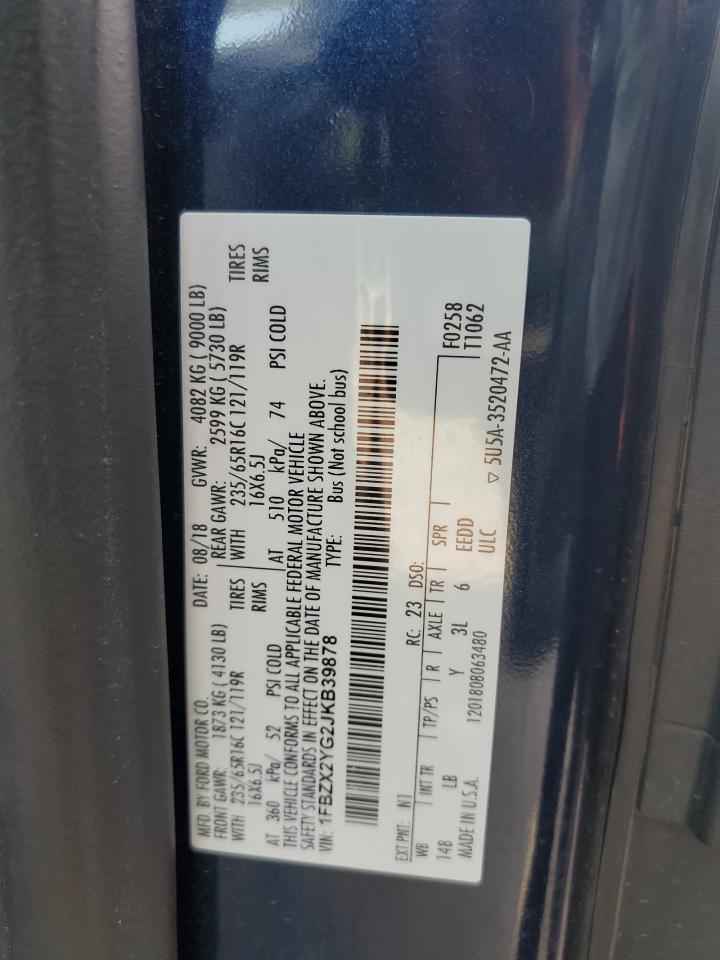 MFD. BY FORD MOTOR CO.
DATE: 08/18 GVWR: 4082 KG ( 9000 LB)
FRONT GAWR: 1873 KG ( 4130 LB)
REAR GAWR: 2599 KG ( 5730 LB)
WITH 235/65R16C 121/119R TIRES
WITH 235/65R16C 121/119R TIRES
16X6.5J RIMS
16X6.5J RIMS
AT 360 kPa/ 52 PSI COLD
AT 510 kPa/ 74 PSI COLD
THIS VEHICLE CONFORMS TO ALL APPLICABLE FEDERAL MOTOR VEHICLE
SAFETY STANDARDS IN EFFECT ON THE DATE OF MANUFACTURE SHOWN ABOVE.
VIN: 1FBZX2YG2JKB39878 TYPE: Bus (Not school bus)
EXT PNT: N1 RC: 23 DSO:
WB INT TR TP/PS R AXLE TR SPR F0258
148 LB Y 3L 6 EEDD T1062
ULC
MADE IN U.S.A. 1201808063480 ▽ 5U5A-3520472-AA